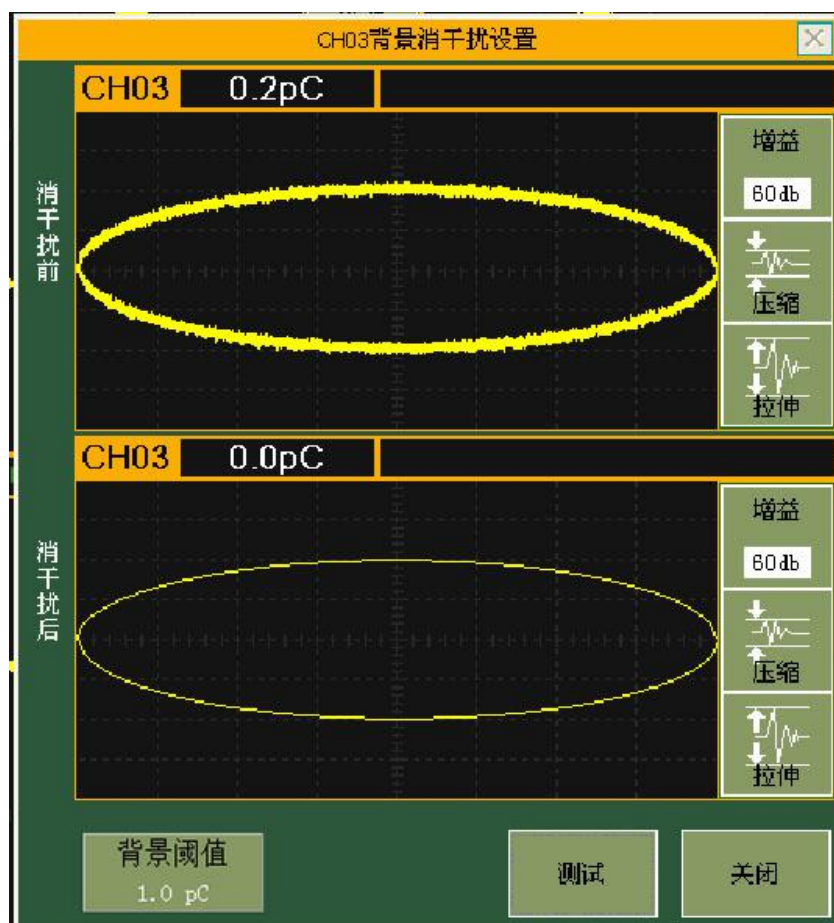 CH03背景消干扰设置
CH03 0.2pC
消干扰前
增益
60db
压缩
拉伸
CH03 0.0pC
消干扰后
增益
60db
压缩
拉伸
背景阈值
1.0 pC
测试
关闭